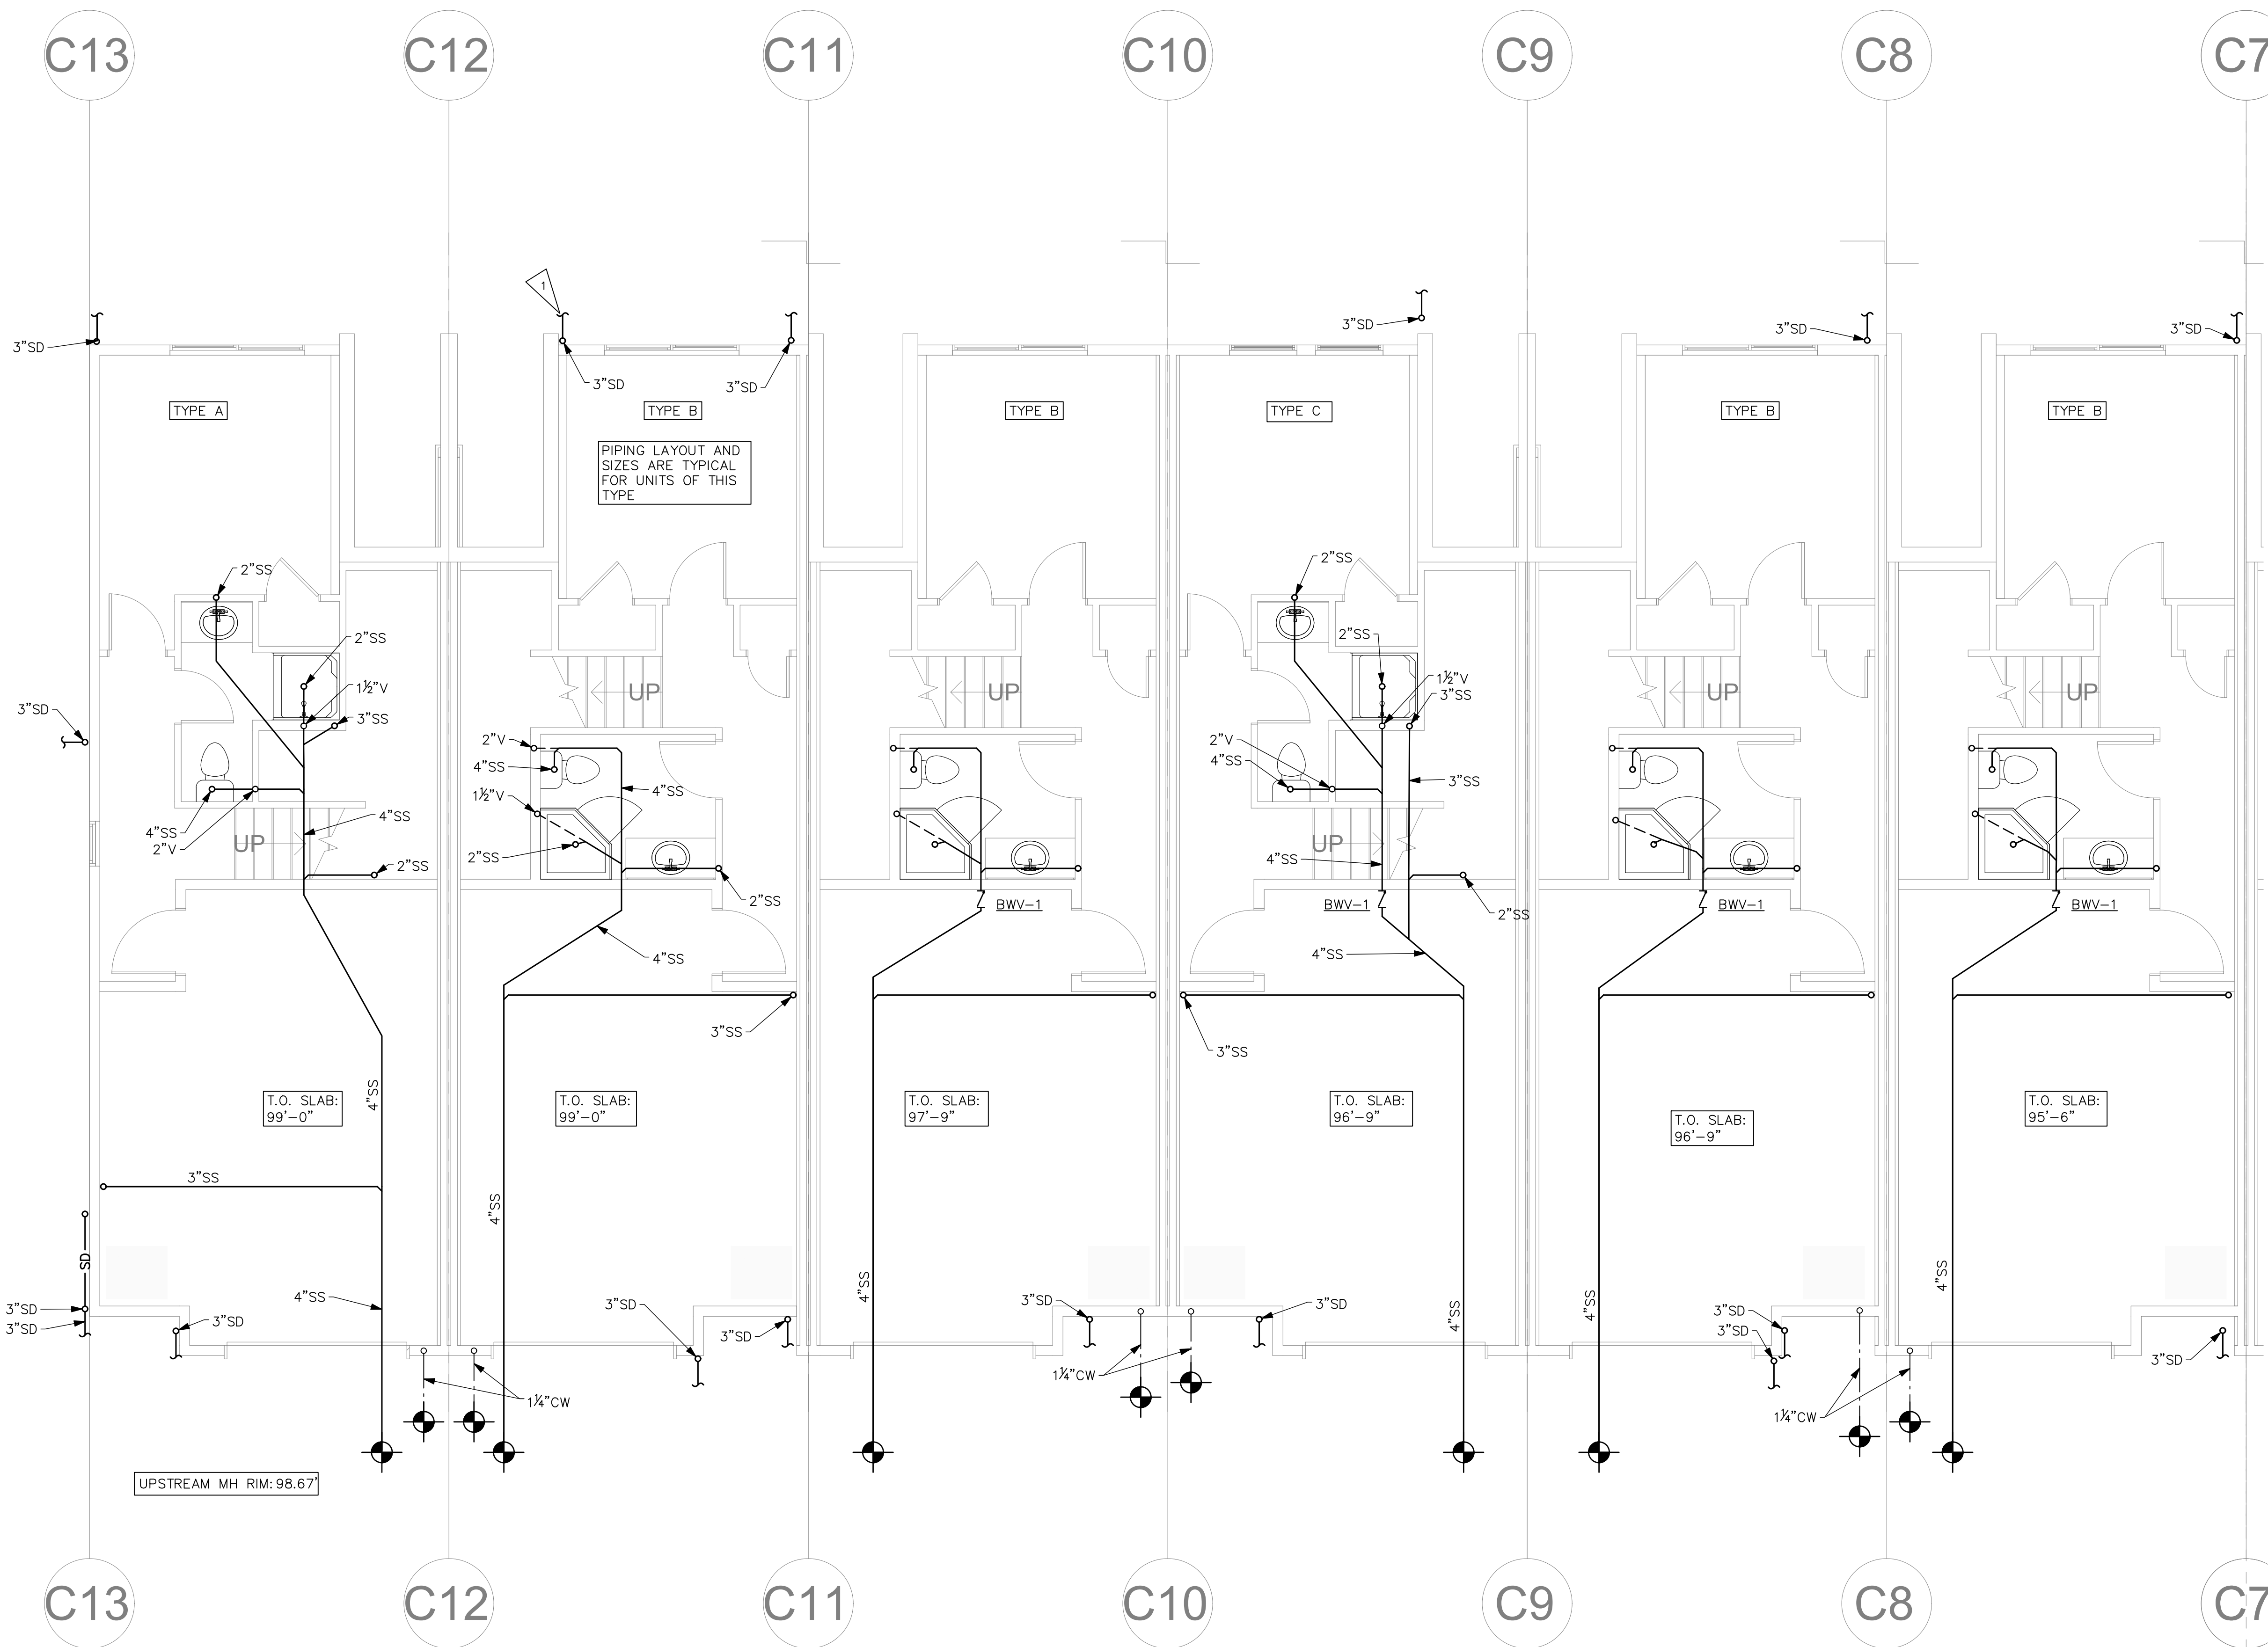 C13
C12
C11
C10
C9
C8
C7
1
3"SD
3"SD
3"SD
3"SD
3"SD
3"SD
TYPE A
TYPE B
TYPE B
TYPE C
TYPE B
TYPE B
PIPING LAYOUT AND
SIZES ARE TYPICAL
FOR UNITS OF THIS
TYPE
2"SS
2"SS
2"SS
2"SS
1½"V
3"SS
1½"V
3"SS
UP
UP
UP
UP
3"SD
2"V
4"SS
4"SS
1½"V
2"SS
2"V
4"SS
3"SS
4"SS
4"SS
2"V
UP
2"SS
2"SS
UP
4"SS
2"SS
BWV-1
BWV-1
BWV-1
BWV-1
4"SS
4"SS
3"SS
3"SS
4"SS
T.O. SLAB:
99'-0"
T.O. SLAB:
99'-0"
T.O. SLAB:
97'-9"
T.O. SLAB:
96'-9"
T.O. SLAB:
96'-9"
T.O. SLAB:
95'-6"
3"SS
4"SS
SD
4"SS
4"SS
4"SS
4"SS
4"SS
3"SD
3"SD
3"SD
3"SD
3"SD
3"SD
3"SD
3"SD
3"SD
3"SD
1¼"CW
1¼"CW
1¼"CW
UPSTREAM MH RIM: 98.67'
C13
C12
C11
C10
C9
C8
C7